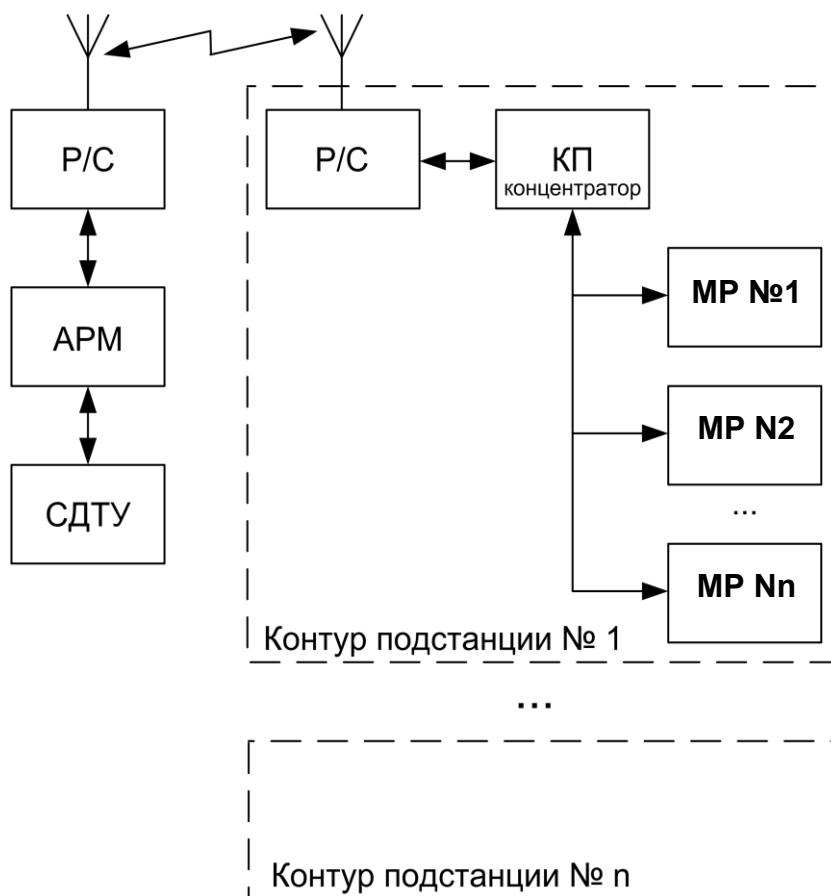 Р/С
Р/С
КП
концентратор
МР №1
АРМ
МР N2
...
СДТУ
МР Nn
Контур подстанции № 1
...
Контур подстанции № n